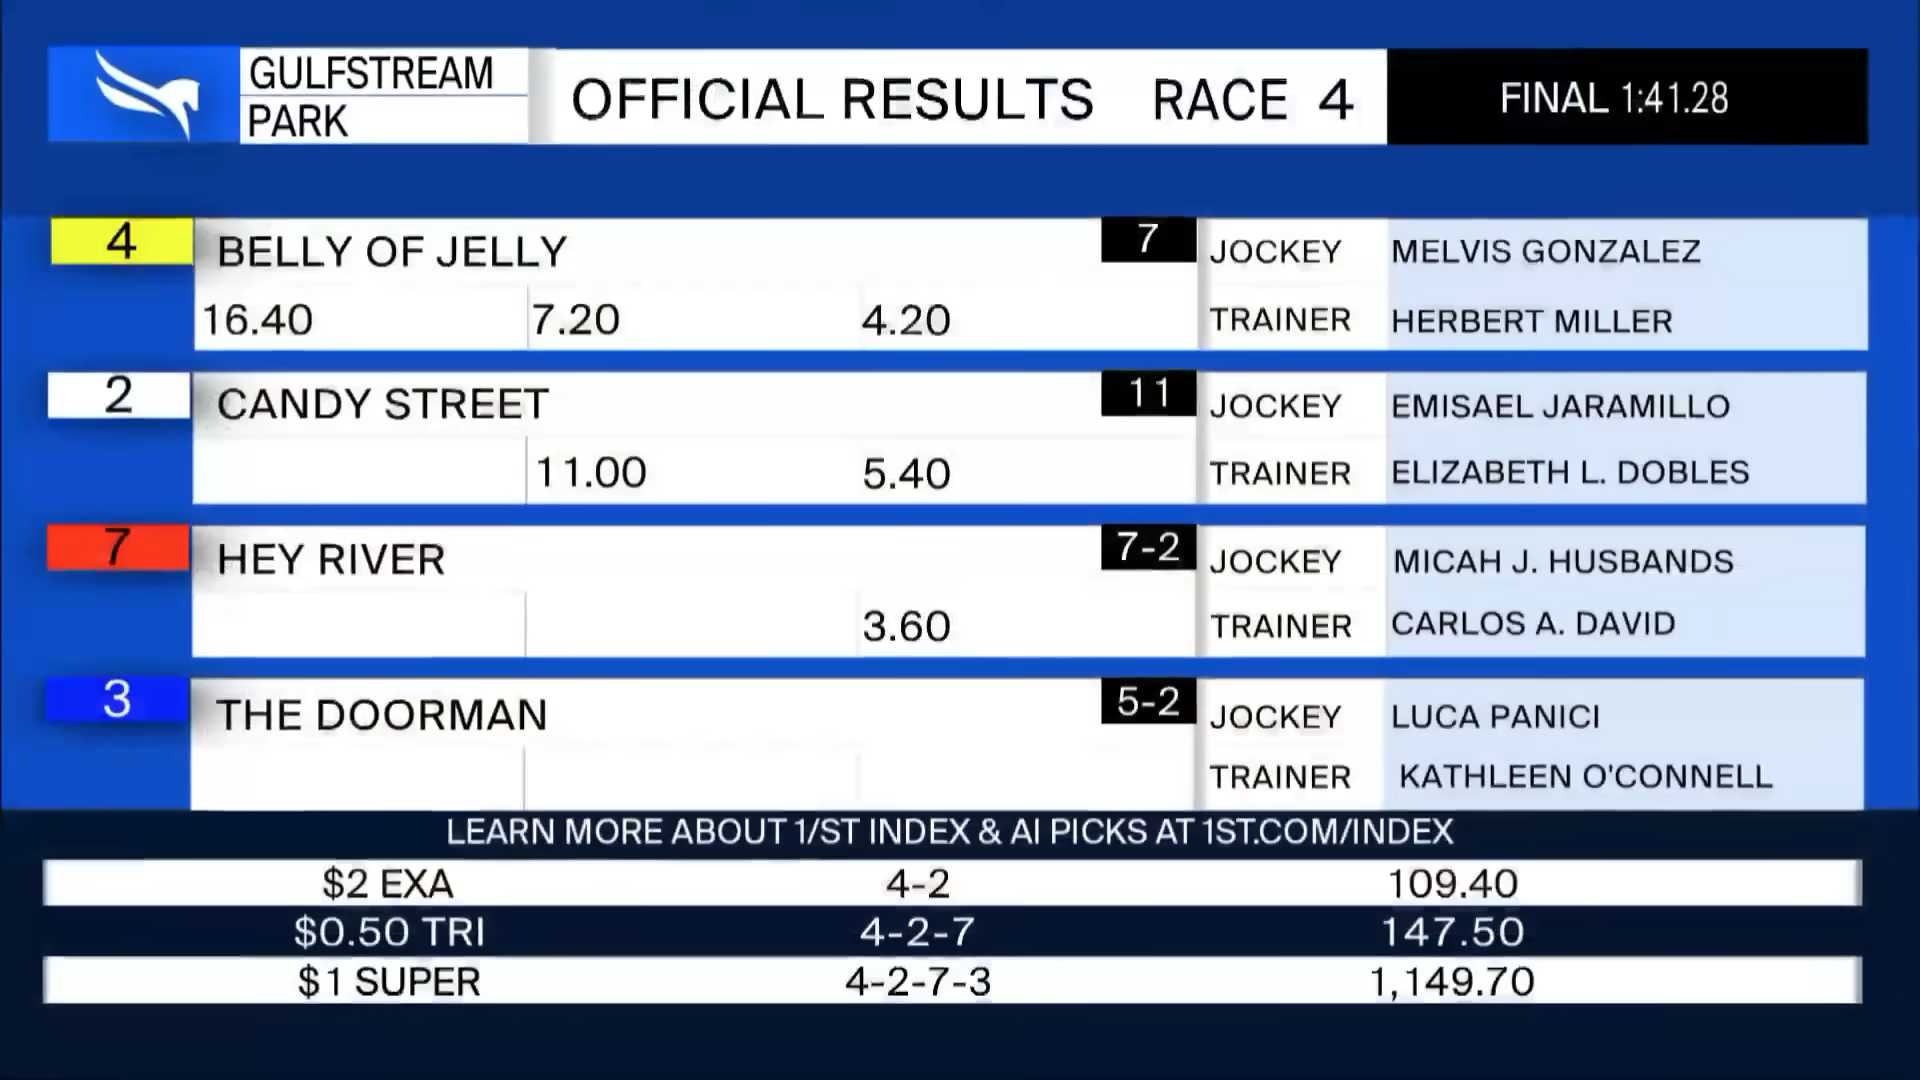 GULFSTREAM
PARK
OFFICIAL RESULTS RACE 4
FINAL 1:41.28
4 BELLY OF JELLY 7 JOCKEY MELVIS GONZALEZ
16.40 7.20 4.20 TRAINER HERBERT MILLER
2 CANDY STREET 11 JOCKEY EMISAEL JARAMILLO
11.00 5.40 TRAINER ELIZABETH L. DOBLES
7 HEY RIVER 7-2 JOCKEY MICAH J. HUSBANDS
3.60 TRAINER CARLOS A. DAVID
3 THE DOORMAN 5-2 JOCKEY LUCA PANICI
TRAINER KATHLEEN O'CONNELL
LEARN MORE ABOUT 1/ST INDEX & AI PICKS AT 1ST.COM/INDEX
$2 EXA 4-2 109.40
$0.50 TRI 4-2-7 147.50
$1 SUPER 4-2-7-3 1,149.70